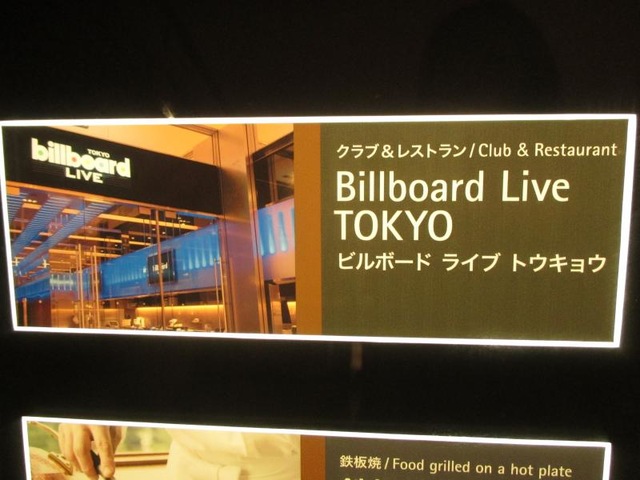 TOKYO
billboard
LIVE
クラブ＆レストラン/Club & Restaurant
Billboard Live
TOKYO
ビルボード ライブ トウキョウ
鉄板焼/Food grilled on a hot plate